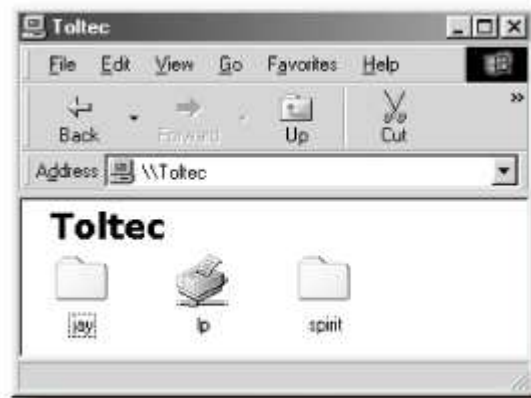 Toltec
File Edit View Go Favorites Help
Back Forward Up Cut »
Address \\Toltec
Toltec
jay lp spirit